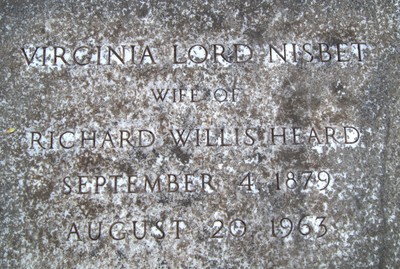 VIRGINIA LORD NISBET
WIFE OF
RICHARD WILLIS HEARD
SEPTEMBER 4, 1879
AUGUST 20, 1963